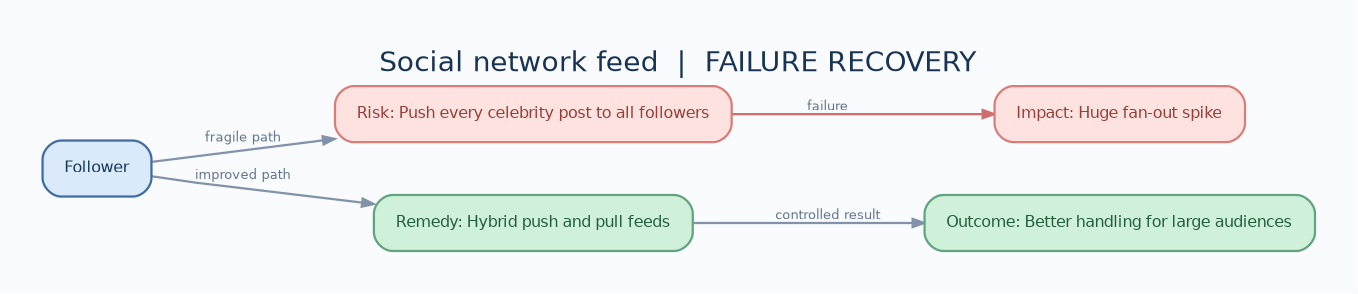 Social network feed | FAILURE RECOVERY
Risk: Push every celebrity post to all followers
failure
Impact: Huge fan-out spike
fragile path
Follower
improved path
Remedy: Hybrid push and pull feeds
controlled result
Outcome: Better handling for large audiences